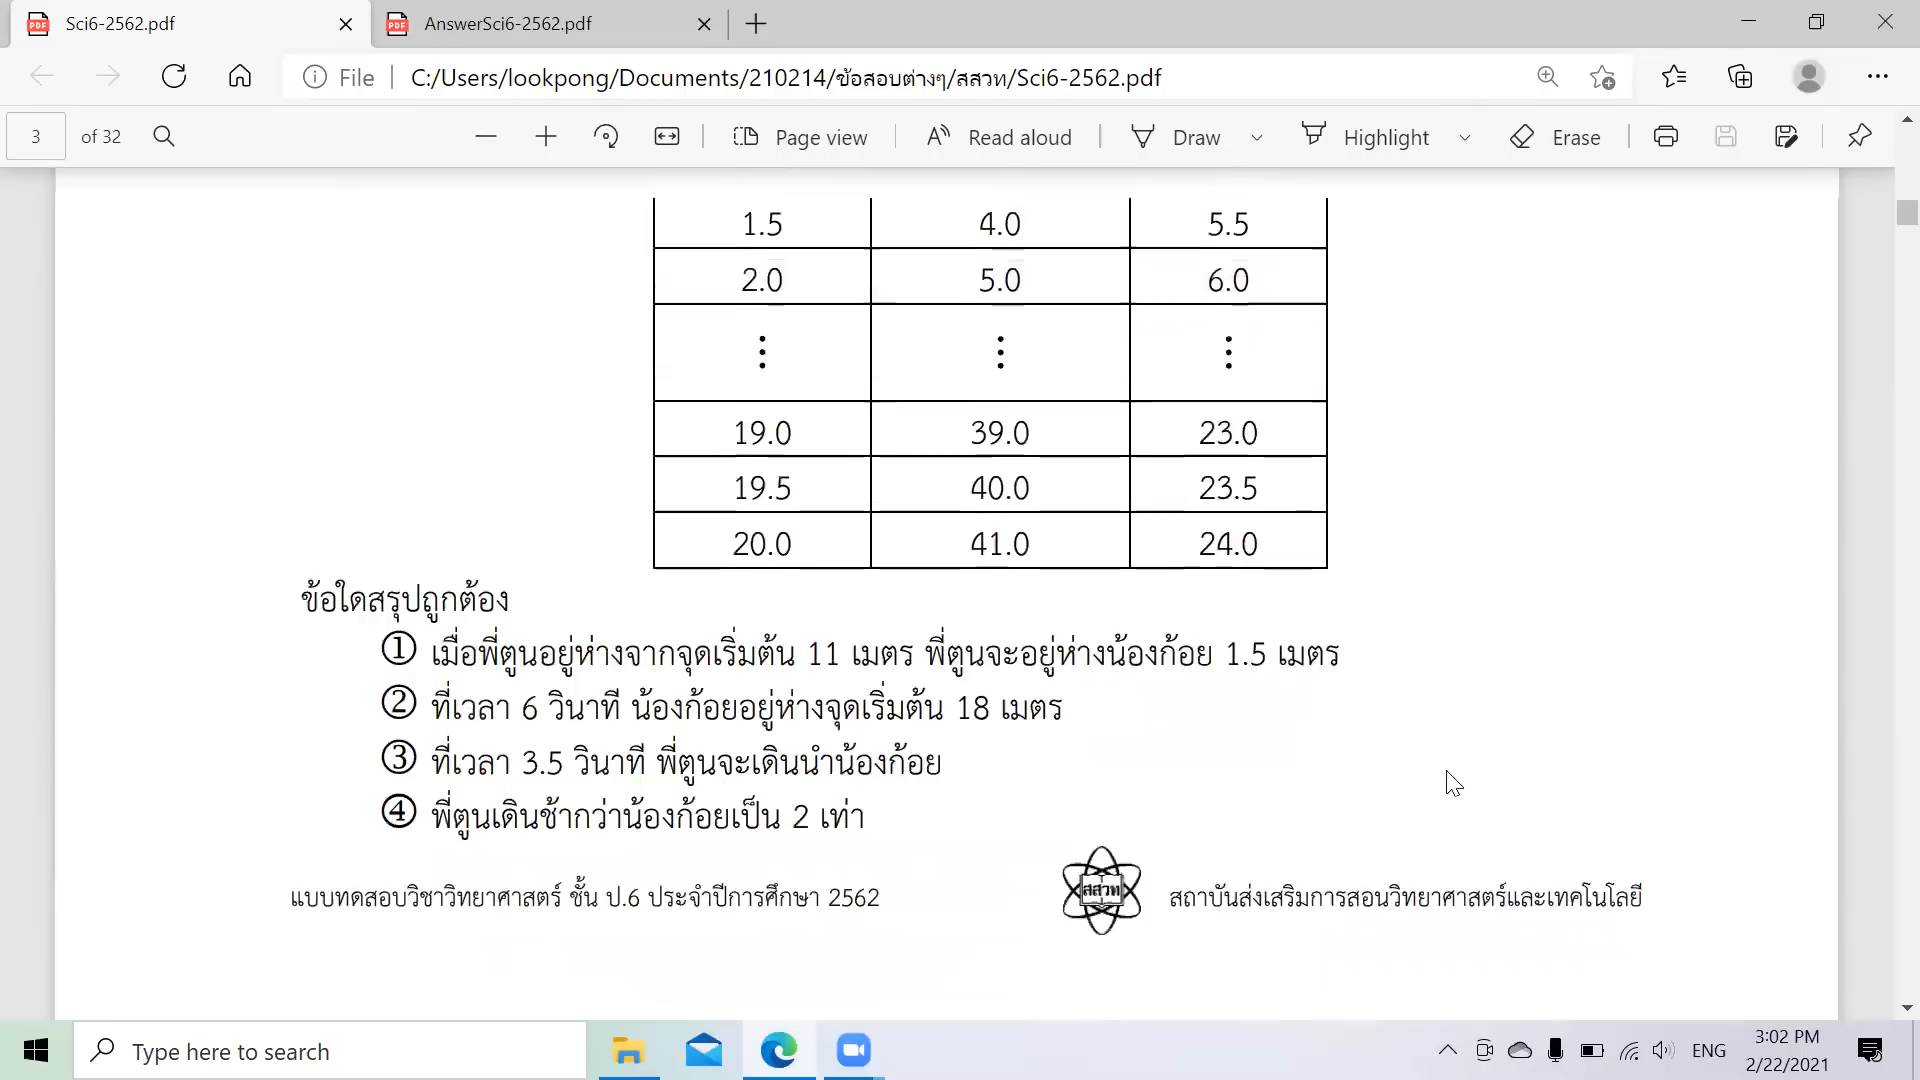 Sci6-2562.pdf
AnswerSci6-2562.pdf
File
C:/Users/lookpong/Documents/210214/ข้อสอบต่างๆ/สสวท/Sci6-2562.pdf
3 of 32
Page view
Read aloud
Draw
Highlight
Erase
1.5 4.0 5.5
2.0 5.0 6.0
⋮ ⋮ ⋮
19.0 39.0 23.0
19.5 40.0 23.5
20.0 41.0 24.0
ข้อใดสรุปถูกต้อง
① เมื่อพี่ตูนอยู่ห่างจากจุดเริ่มต้น 11 เมตร พี่ตูนจะอยู่ห่างน้องก้อย 1.5 เมตร
② ที่เวลา 6 วินาที น้องก้อยอยู่ห่างจุดเริ่มต้น 18 เมตร
③ ที่เวลา 3.5 วินาที พี่ตูนจะเดินนำน้องก้อย
④ พี่ตูนเดินช้ากว่าน้องก้อยเป็น 2 เท่า
แบบทดสอบวิชาวิทยาศาสตร์ ชั้น ป.6 ประจำปีการศึกษา 2562
สสวท
สถาบันส่งเสริมการสอนวิทยาศาสตร์และเทคโนโลยี
Type here to search
ENG
3:02 PM
2/22/2021